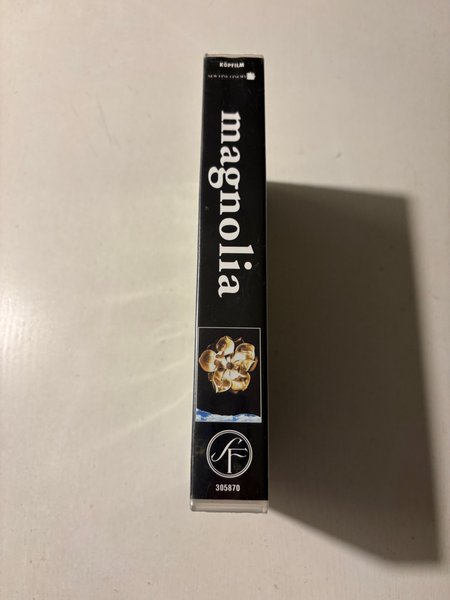 KÖPFILM
NEW LINE CINEMA
magnolia
SF
305870